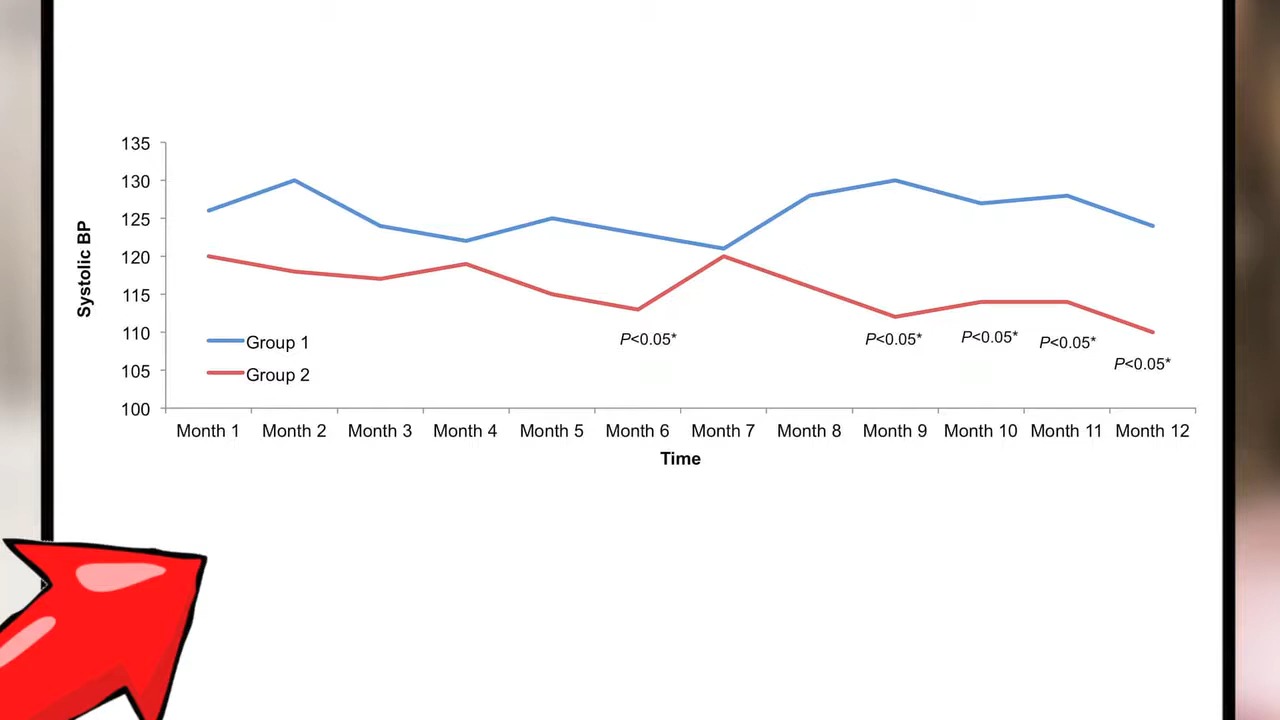 135
130
125
120
115
110
105
100
Systolic BP
Group 1
Group 2
P<0.05*
P<0.05*
P<0.05*
P<0.05*
P<0.05*
Month 1 Month 2 Month 3 Month 4 Month 5 Month 6 Month 7 Month 8 Month 9 Month 10 Month 11 Month 12
Time